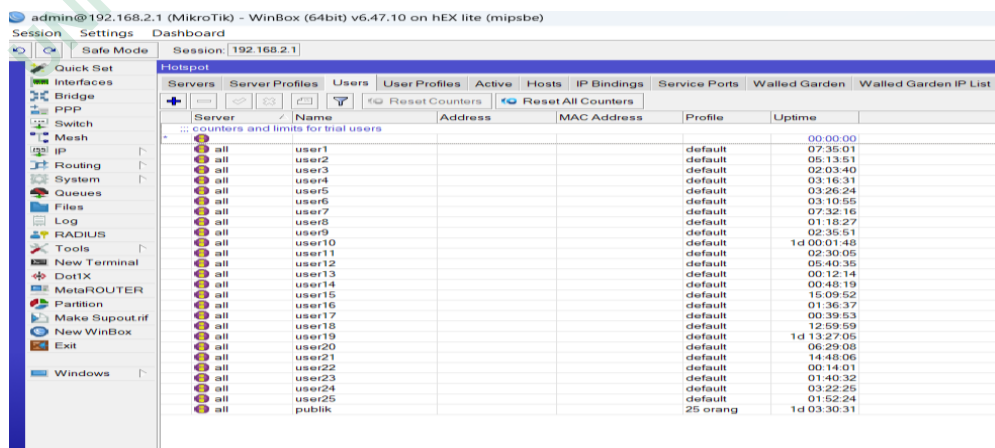 admin@192.168.2.1 (MikroTik) - WinBox (64bit) v6.47.10 on hEX lite (mipsbe)
Session Settings Dashboard
Safe Mode Session: 192.168.2.1
Quick Set
Interfaces
Bridge
PPP
Switch
Mesh
IP
Routing
System
Queues
Files
Log
RADIUS
Tools
New Terminal
Dot1X
MetaROUTER
Partition
Make Supout.rif
New WinBox
Exit
Windows
Hotspot
Servers Server Profiles Users User Profiles Active Hosts IP Bindings Service Ports Walled Garden Walled Garden IP List
Reset Counters Reset All Counters
Server Name Address MAC Address Profile Uptime
;;; counters and limits for trial users
* 00:00:00
all user1 default 07:35:01
all user2 default 05:13:51
all user3 default 02:03:40
all user4 default 03:16:31
all user5 default 03:26:24
all user6 default 03:10:55
all user7 default 07:32:16
all user8 default 01:18:27
all user9 default 02:35:51
all user10 default 1d 00:01:48
all user11 default 02:30:05
all user12 default 05:40:35
all user13 default 00:12:14
all user14 default 00:48:19
all user15 default 15:09:52
all user16 default 01:36:37
all user17 default 00:39:53
all user18 default 12:59:59
all user19 default 1d 13:27:05
all user20 default 06:29:08
all user21 default 14:48:06
all user22 default 00:14:01
all user23 default 01:40:32
all user24 default 03:22:25
all user25 default 01:52:24
all publik 25 orang 1d 03:30:31